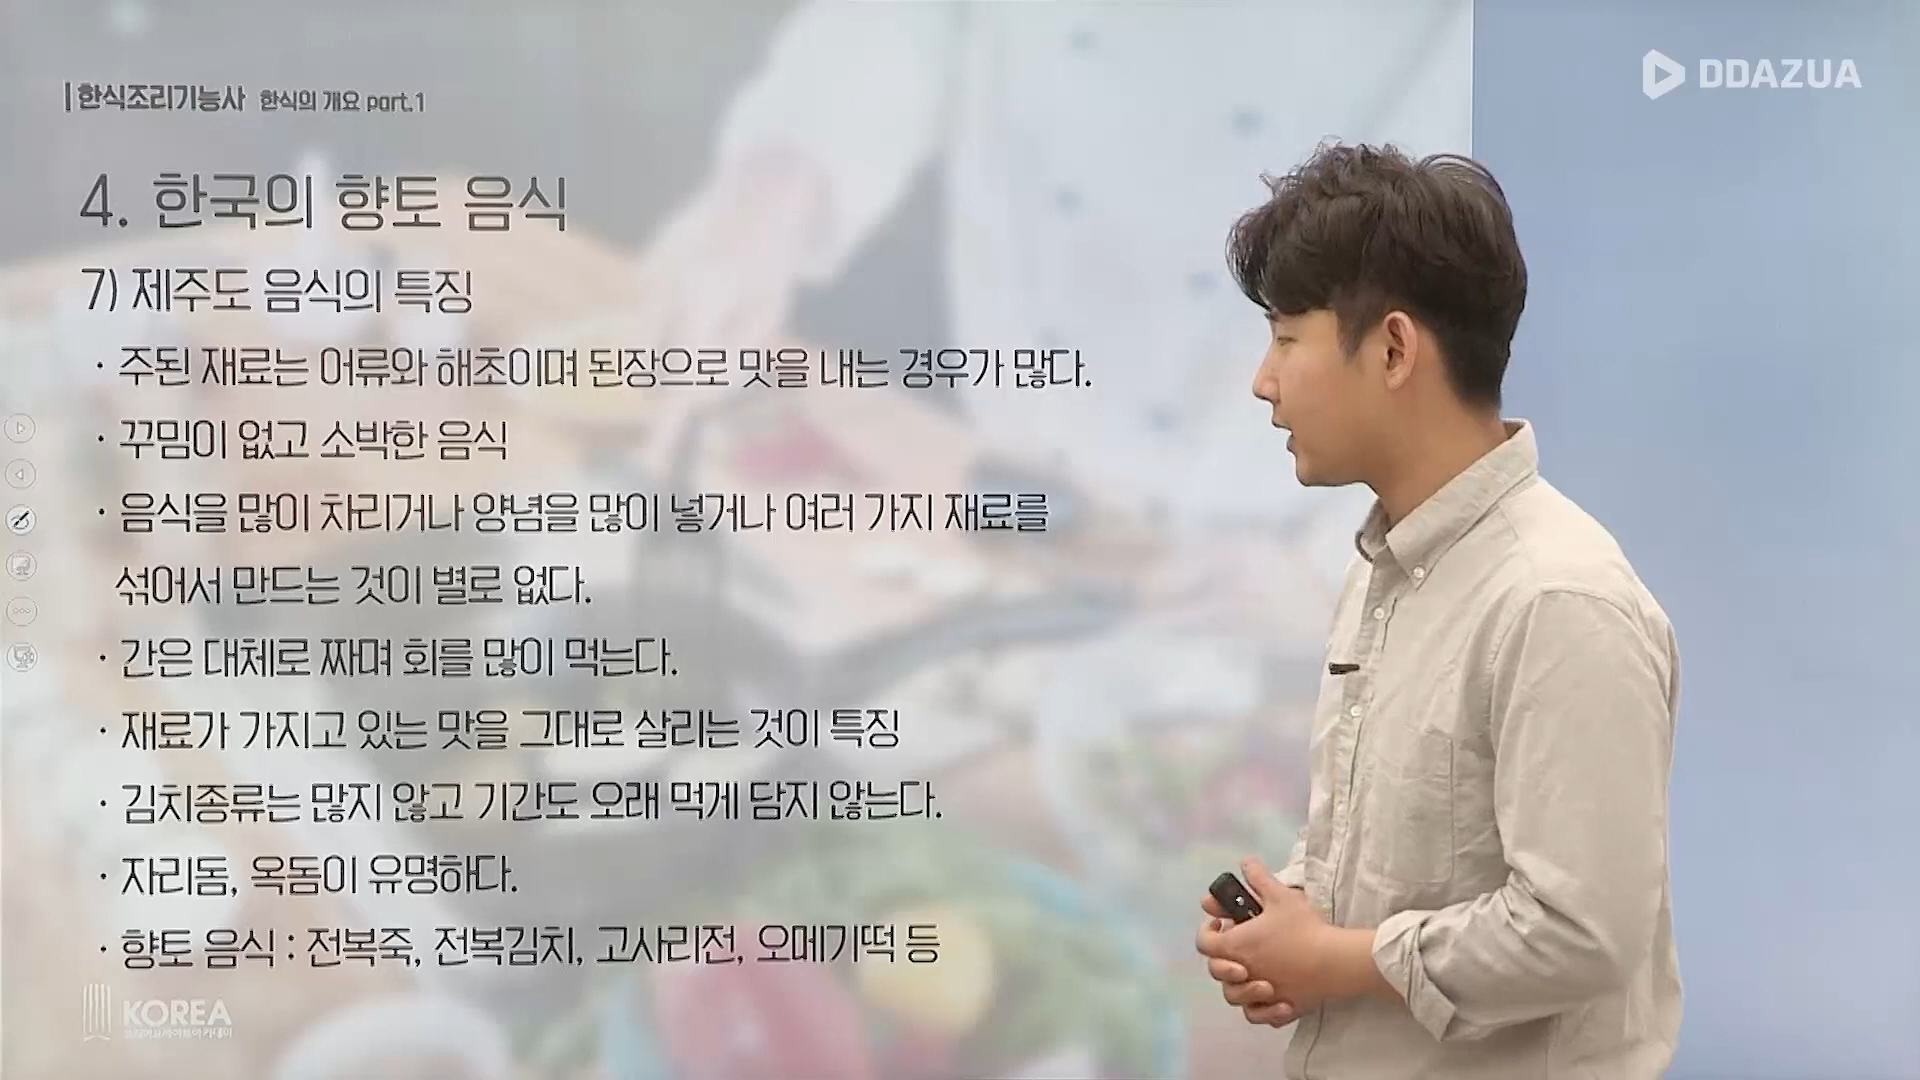 한식조리기능사 한식의 개요 part.1
DDAZUA
4. 한국의 향토 음식
7) 제주도 음식의 특징
· 주된 재료는 어류와 해초이며 된장으로 맛을 내는 경우가 많다.
· 꾸밈이 없고 소박한 음식
· 음식을 많이 차리거나 양념을 많이 넣거나 여러 가지 재료를
섞어서 만드는 것이 별로 없다.
· 간은 대체로 짜며 회를 많이 먹는다.
· 재료가 가지고 있는 맛을 그대로 살리는 것이 특징
· 김치종류는 많지 않고 기간도 오래 먹게 담지 않는다.
· 자리돔, 옥돔이 유명하다.
· 향토 음식 : 전복죽, 전복김치, 고사리전, 오메기떡 등
KOREA